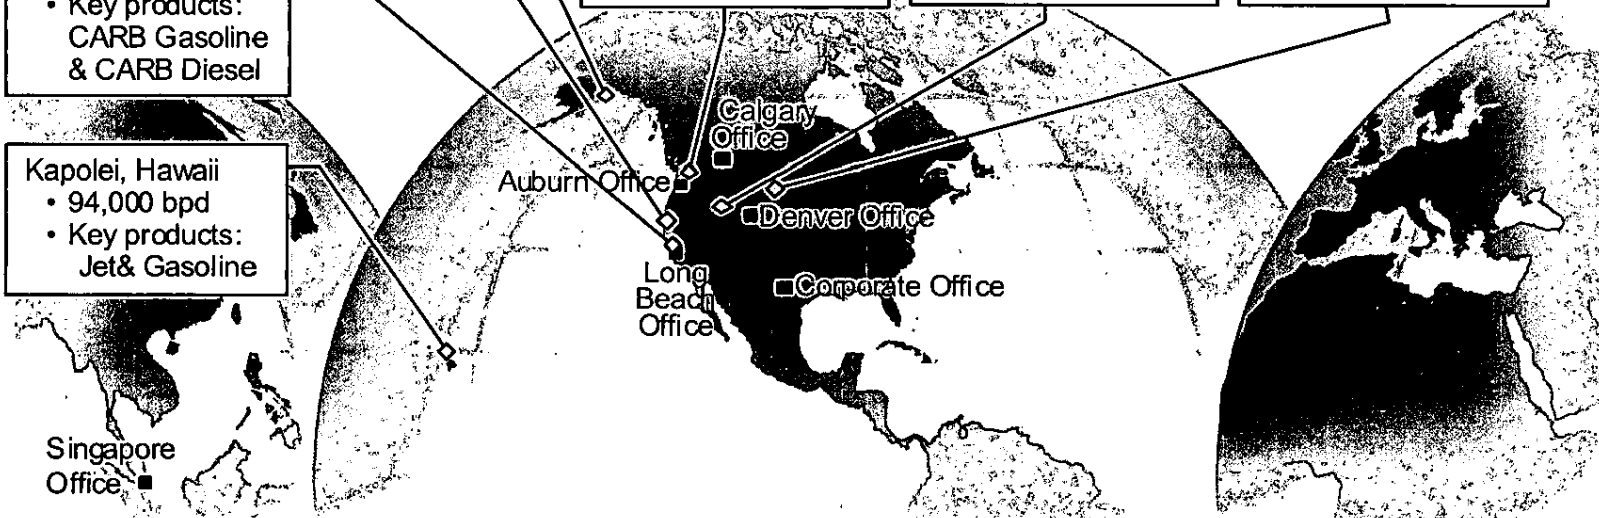 • Key products:
CARB Gasoline
& CARB Diesel
Kapolei, Hawaii
• 94,000 bpd
• Key products:
Jet& Gasoline
Calgary
Office
Auburn Office
Denver Office
Long
Beach
Office
Corporate Office
Singapore
Office